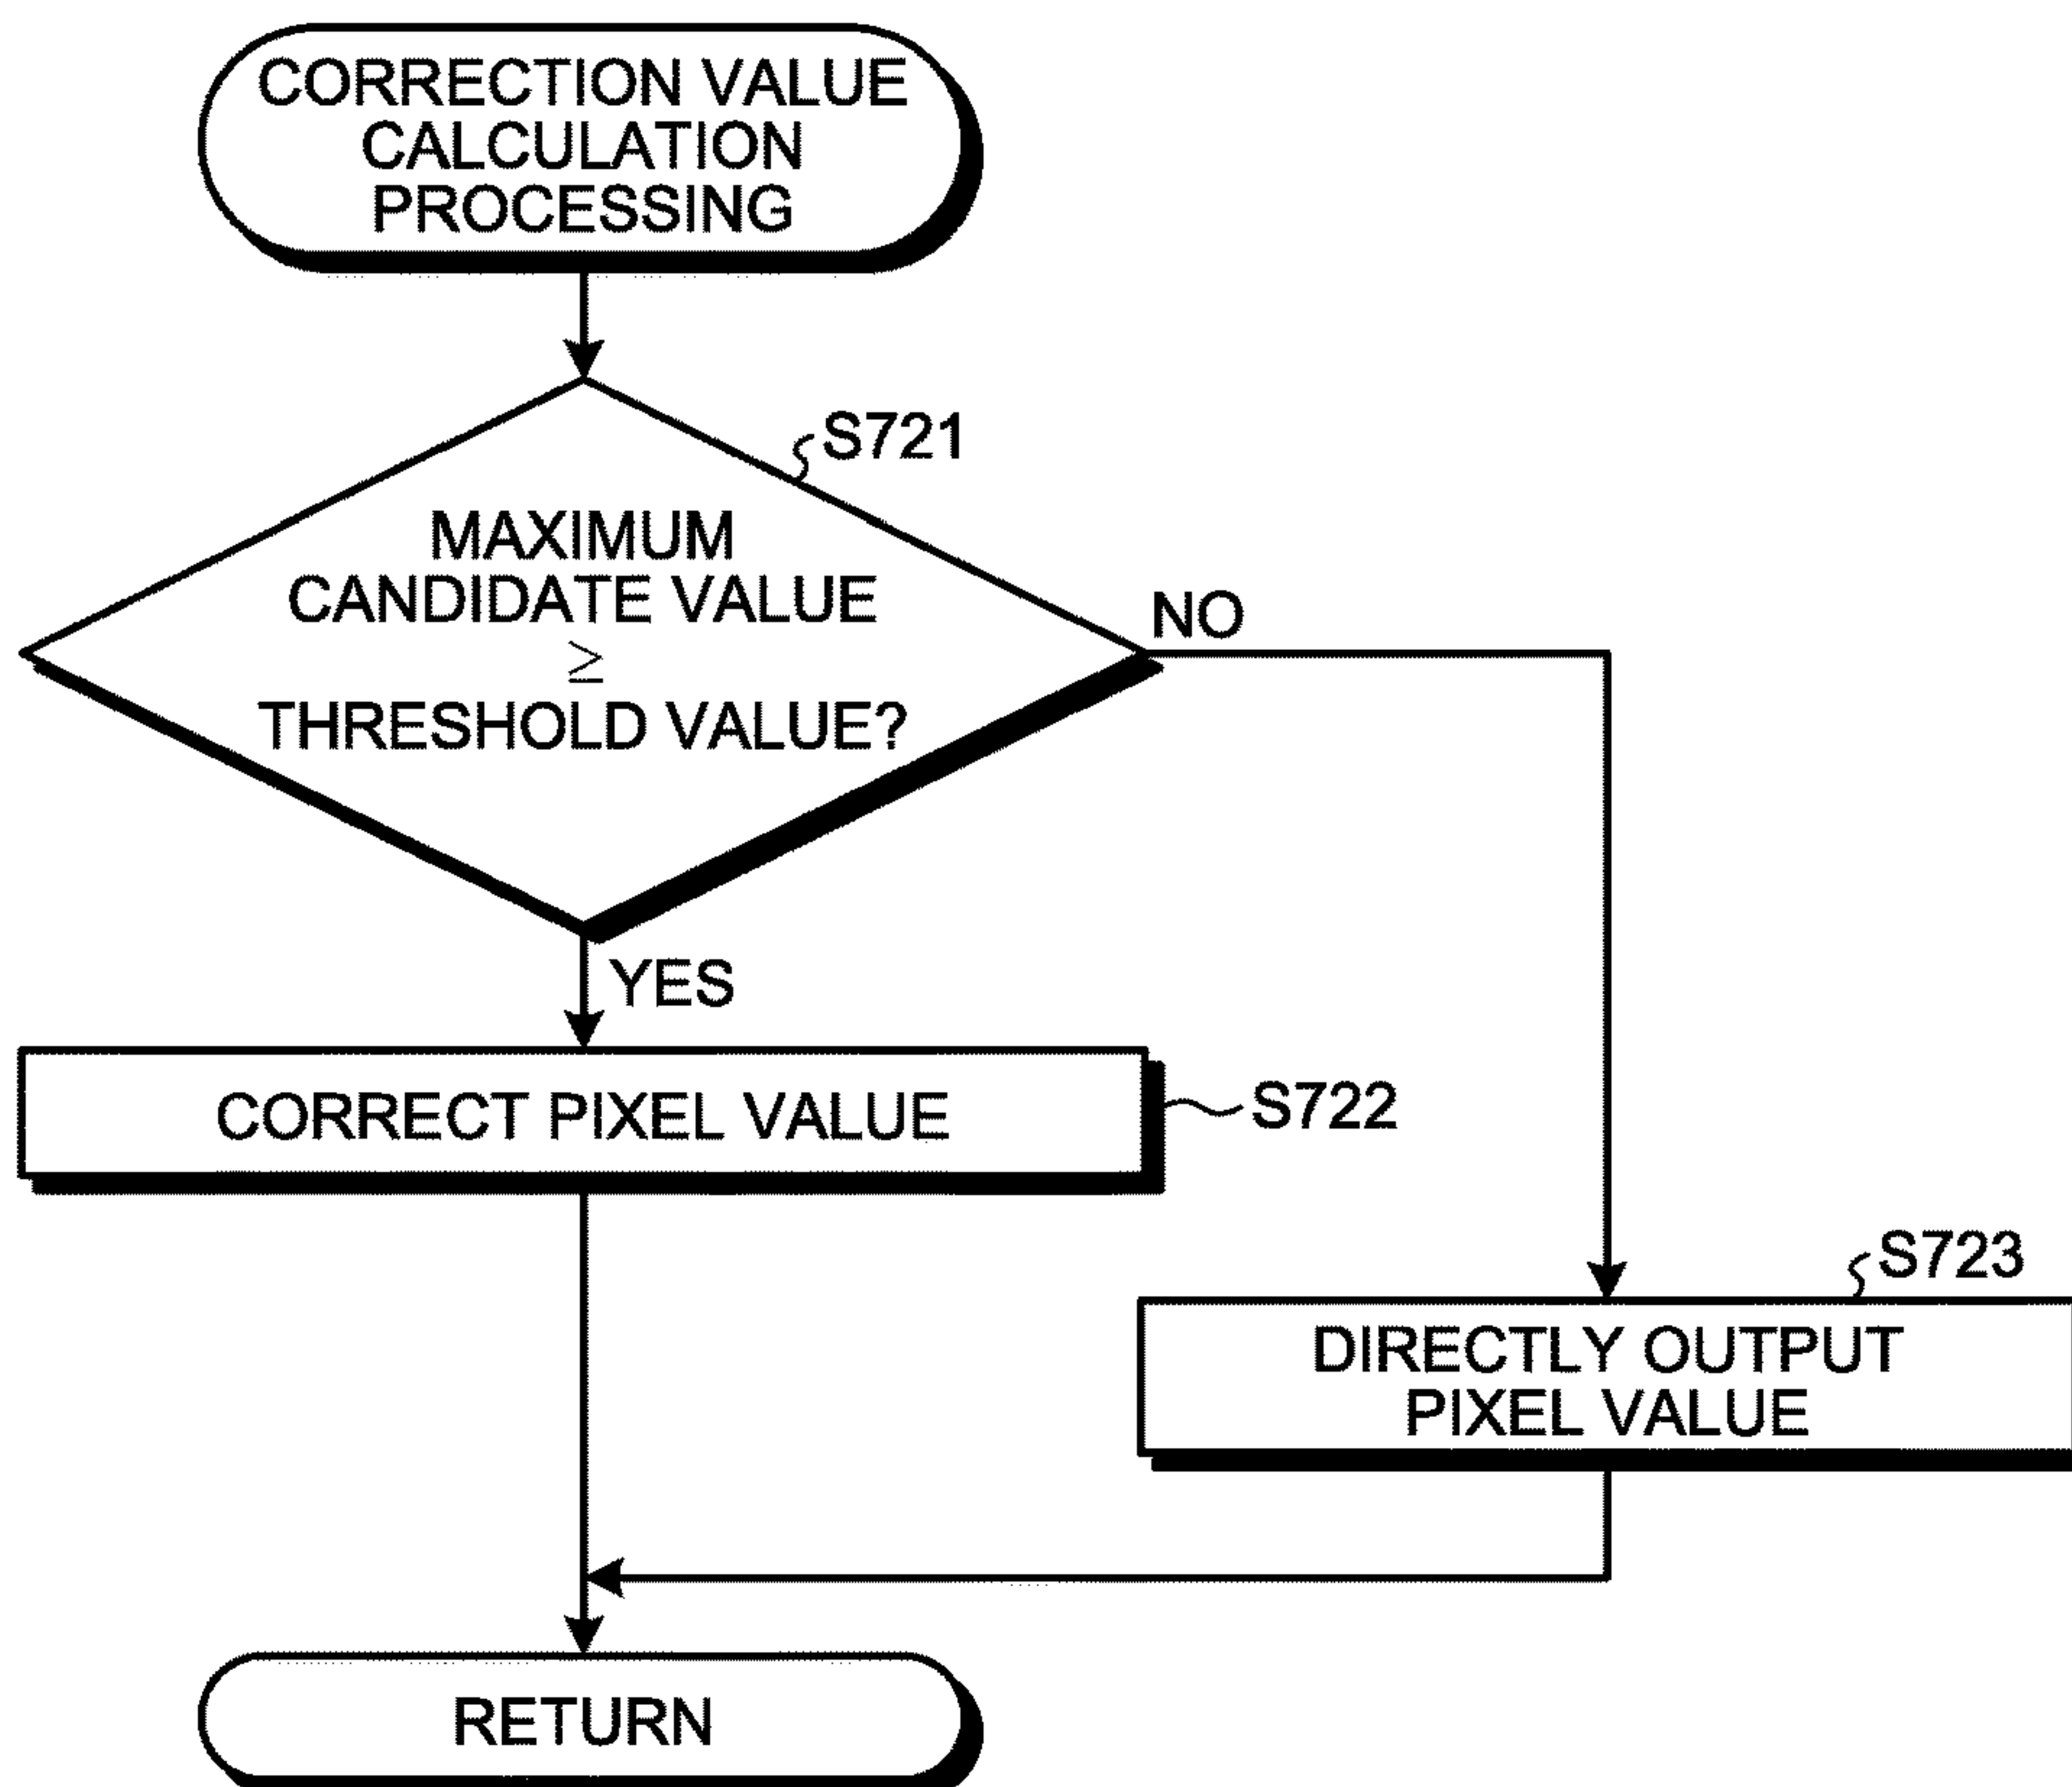 CORRECTION VALUE
CALCULATION
PROCESSING
S721
MAXIMUM
CANDIDATE VALUE
≥
THRESHOLD VALUE?
NO
YES
CORRECT PIXEL VALUE
S722
S723
DIRECTLY OUTPUT
PIXEL VALUE
RETURN